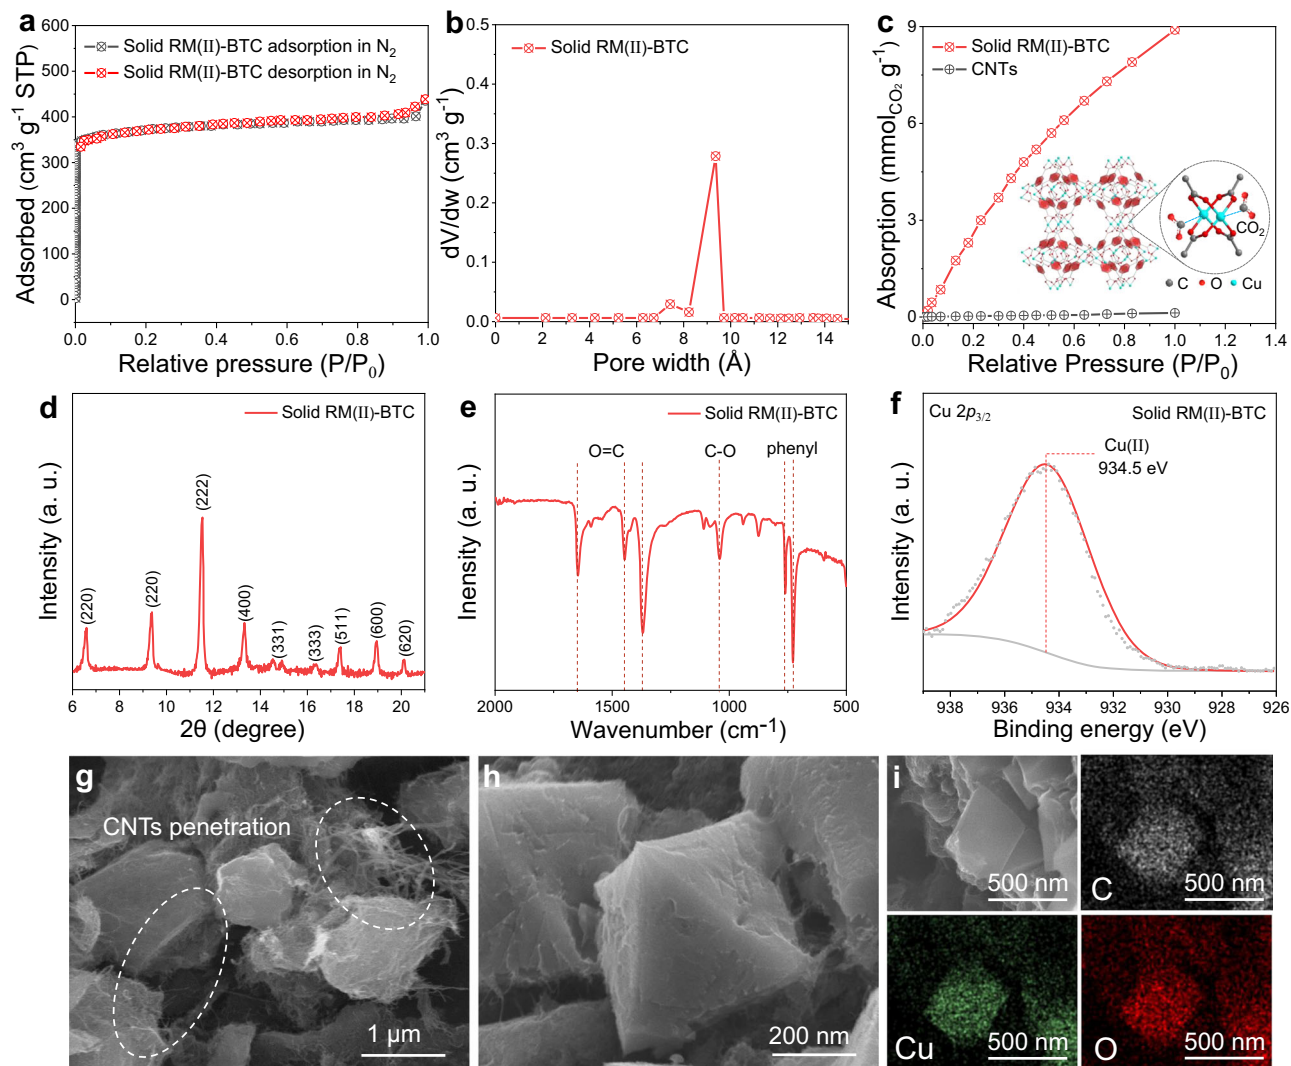 a
Adsorbed (cm³ g⁻¹ STP)
600
500
400
300
200
100
0
Solid RM(II)-BTC adsorption in N₂
Solid RM(II)-BTC desorption in N₂
0.0 0.2 0.4 0.6 0.8 1.0
Relative pressure (P/P₀)
b
dV/dw (cm³ g⁻¹)
0.5
0.4
0.3
0.2
0.1
0.0
Solid RM(II)-BTC
0 2 4 6 8 10 12 14
Pore width (Å)
c
Absorption (mmol_CO₂ g⁻¹)
9
6
3
0
Solid RM(II)-BTC
CNTs
CO₂
C O Cu
0.0 0.2 0.4 0.6 0.8 1.0 1.2 1.4
Relative Pressure (P/P₀)
d
Intensity (a. u.)
Solid RM(II)-BTC
(220)
(220)
(222)
(400)
(331)
(333)
(511)
(600)
(620)
6 8 10 12 14 16 18 20
2θ (degree)
e
Inensity (a. u.)
Solid RM(II)-BTC
O=C C-O phenyl
2000 1500 1000 500
Wavenumber (cm⁻¹)
f
Intensity (a. u.)
Cu 2p₃/₂ Solid RM(II)-BTC
Cu(II)
934.5 eV
938 936 934 932 930 928 926
Binding energy (eV)
g
CNTs penetration
1 µm
h
200 nm
i
500 nm
C
500 nm
Cu
500 nm
O
500 nm